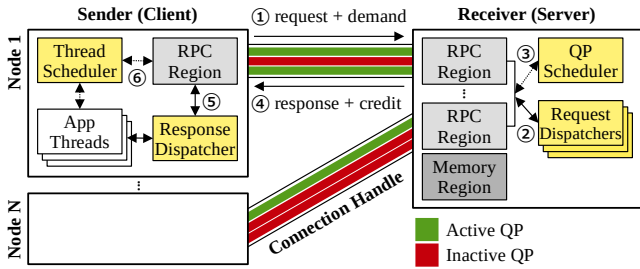 Sender (Client)
① request + demand
Receiver (Server)
Node 1
Thread
Scheduler
RPC
Region
⑥
⑤
App
Threads
Response
Dispatcher
④ response + credit
RPC
Region
⋮
RPC
Region
Memory
Region
③
QP
Scheduler
②
Request
Dispatchers
⋮
Node N
Connection Handle
Active QP
Inactive QP